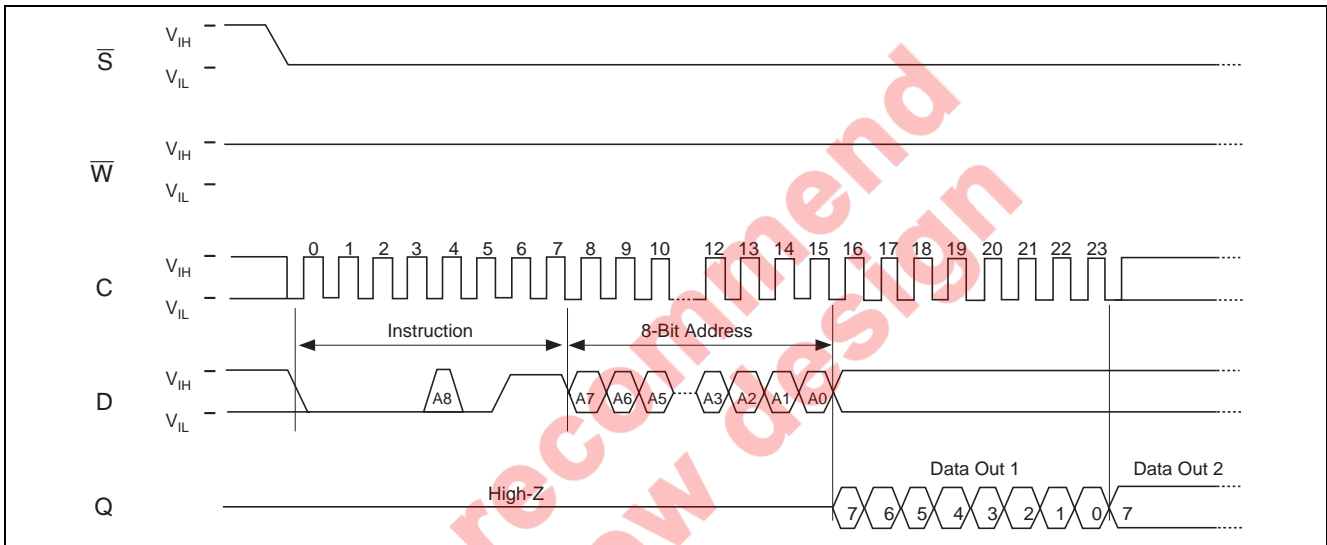 S
VIH
VIL
W
VIH
VIL
0 1 2 3 4 5 6 7 8 9 10 12 13 14 15 16 17 18 19 20 21 22 23
C
VIH
VIL
Instruction 8-Bit Address
D
VIH
VIL
A8 A7 A6 A5 A3 A2 A1 A0
Data Out 1 Data Out 2
Q
High-Z
7 6 5 4 3 2 1 0 7
recommend
ew design